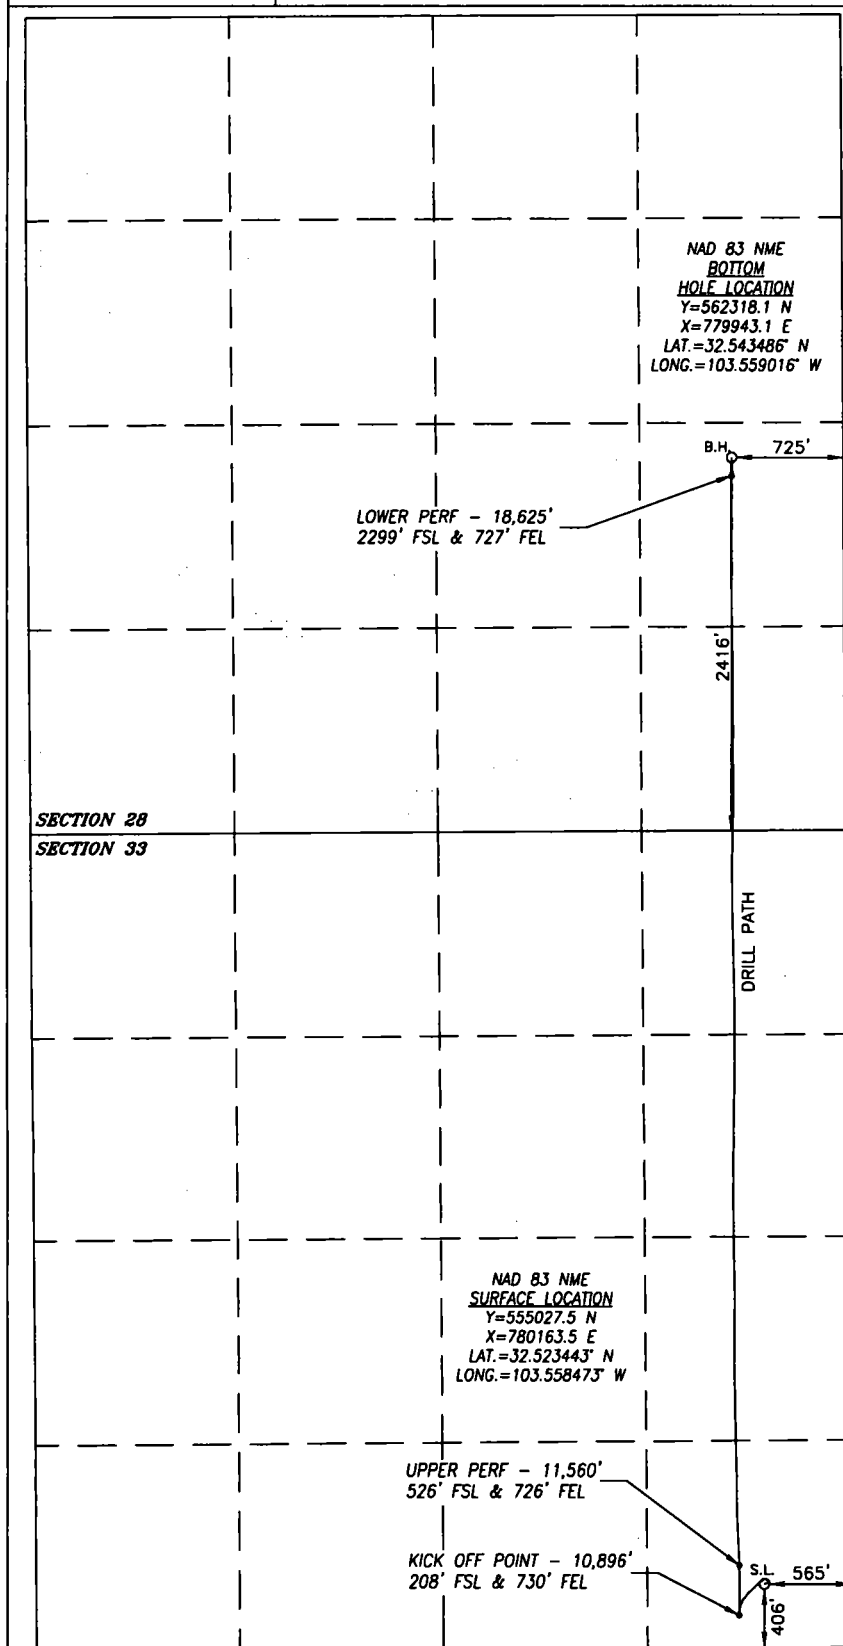 NAD 83 NME
BOTTOM
HOLE LOCATION
Y=562318.1 N
X=779943.1 E
LAT.=32.543486° N
LONG.=103.559016° W
B.H.
725'
LOWER PERF - 18,625'
2299' FSL & 727' FEL
2416'
SECTION 28
SECTION 33
DRILL PATH
NAD 83 NME
SURFACE LOCATION
Y=555027.5 N
X=780163.5 E
LAT.=32.523443° N
LONG.=103.558473° W
UPPER PERF - 11,560'
526' FSL & 726' FEL
KICK OFF POINT - 10,896'
208' FSL & 730' FEL
S.L.
565'
406'